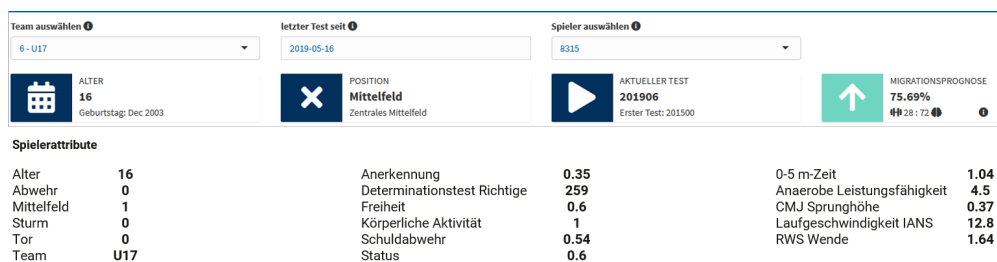 Team auswählen letzter Test seit Spieler auswählen
6 - U17 2019-05-16 8315
ALTER POSITION AKTUELLER TEST MIGRATIONSPROGNOSE
16 Mittelfeld 201906 75.69%
Geburtstag: Dec 2003 Zentrales Mittelfeld Erster Test: 201500 28 : 72
Spielerattribute
Alter 16 Anerkennung 0.35 0-5 m-Zeit 1.04
Abwehr 0 Determinationstest Richtige 259 Anaerobe Leistungsfähigkeit 4.5
Mittelfeld 1 Freiheit 0.6 CMJ Sprunghöhe 0.37
Sturm 0 Körperliche Aktivität 1 Laufgeschwindigkeit IANS 12.8
Tor 0 Schuldabwehr 0.54 RWS Wende 1.64
Team U17 Status 0.6